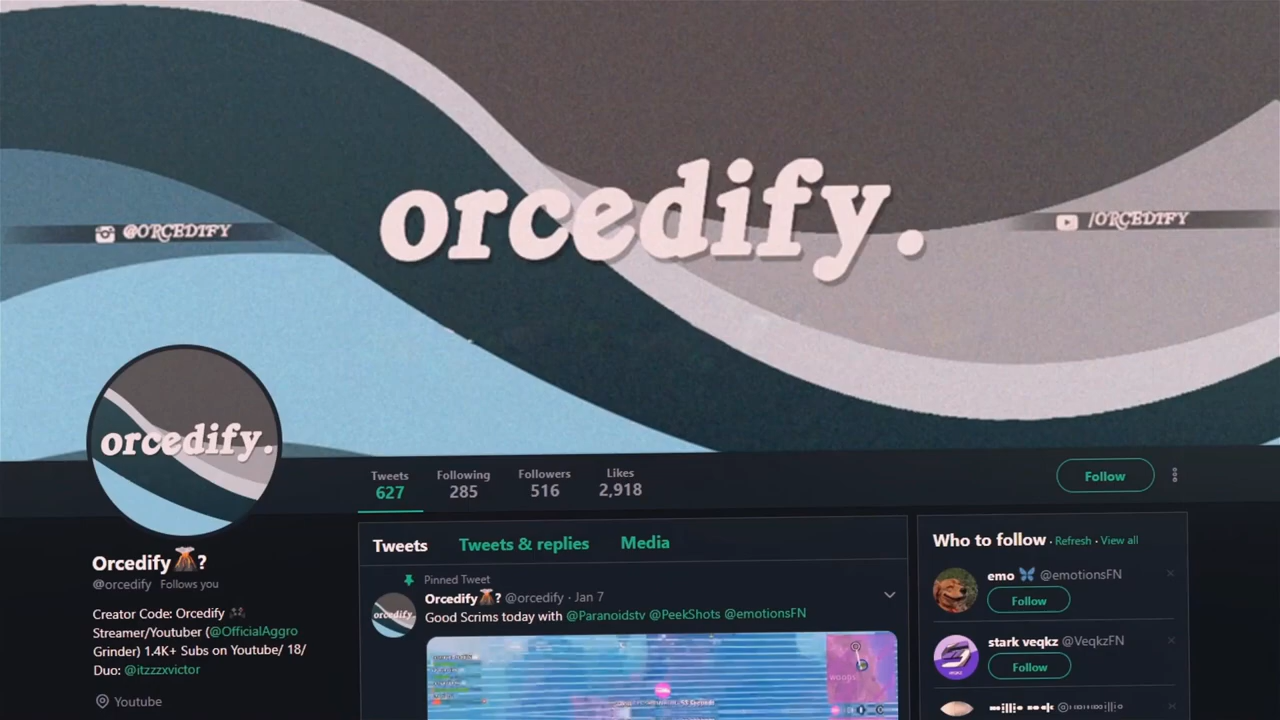 orcedify.
@ORCEDIFY
/ORCEDIFY
orcedify.
Tweets Following Followers Likes
627 285 516 2,918
Follow
Orcedify ?
@orcedify Follows you
Creator Code: Orcedify
Streamer/Youtuber (@OfficialAggro
Grinder) 1.4K+ Subs on Youtube/ 18/
Duo: @itzzzxvictor
Youtube
Tweets Tweets & replies Media
Pinned Tweet
orcedify.
Orcedify ? @orcedify · Jan 7
Good Scrims today with @Paranoidstv @PeekShots @emotionsFN
woops
Who to follow · Refresh · View all
emo @emotionsFN
Follow
stark veqkz @VeqkzFN
Follow